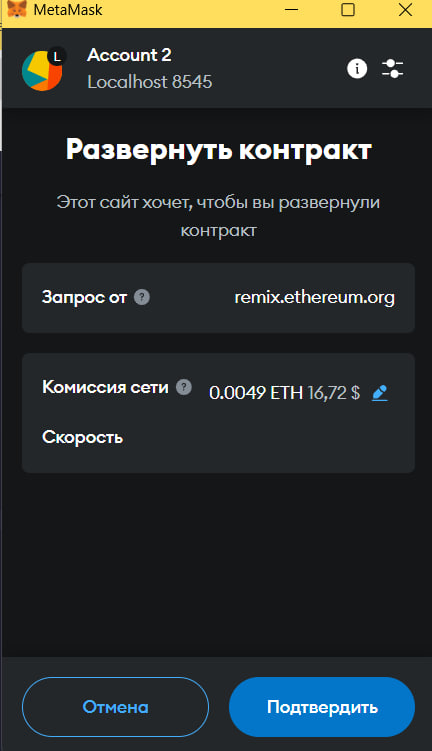 MetaMask
L
Account 2
Localhost 8545
Развернуть контракт
Этот сайт хочет, чтобы вы развернули
контракт
Запрос от ? remix.ethereum.org
Комиссия сети ? 0.0049 ETH 16,72 $
Скорость
Отмена Подтвердить